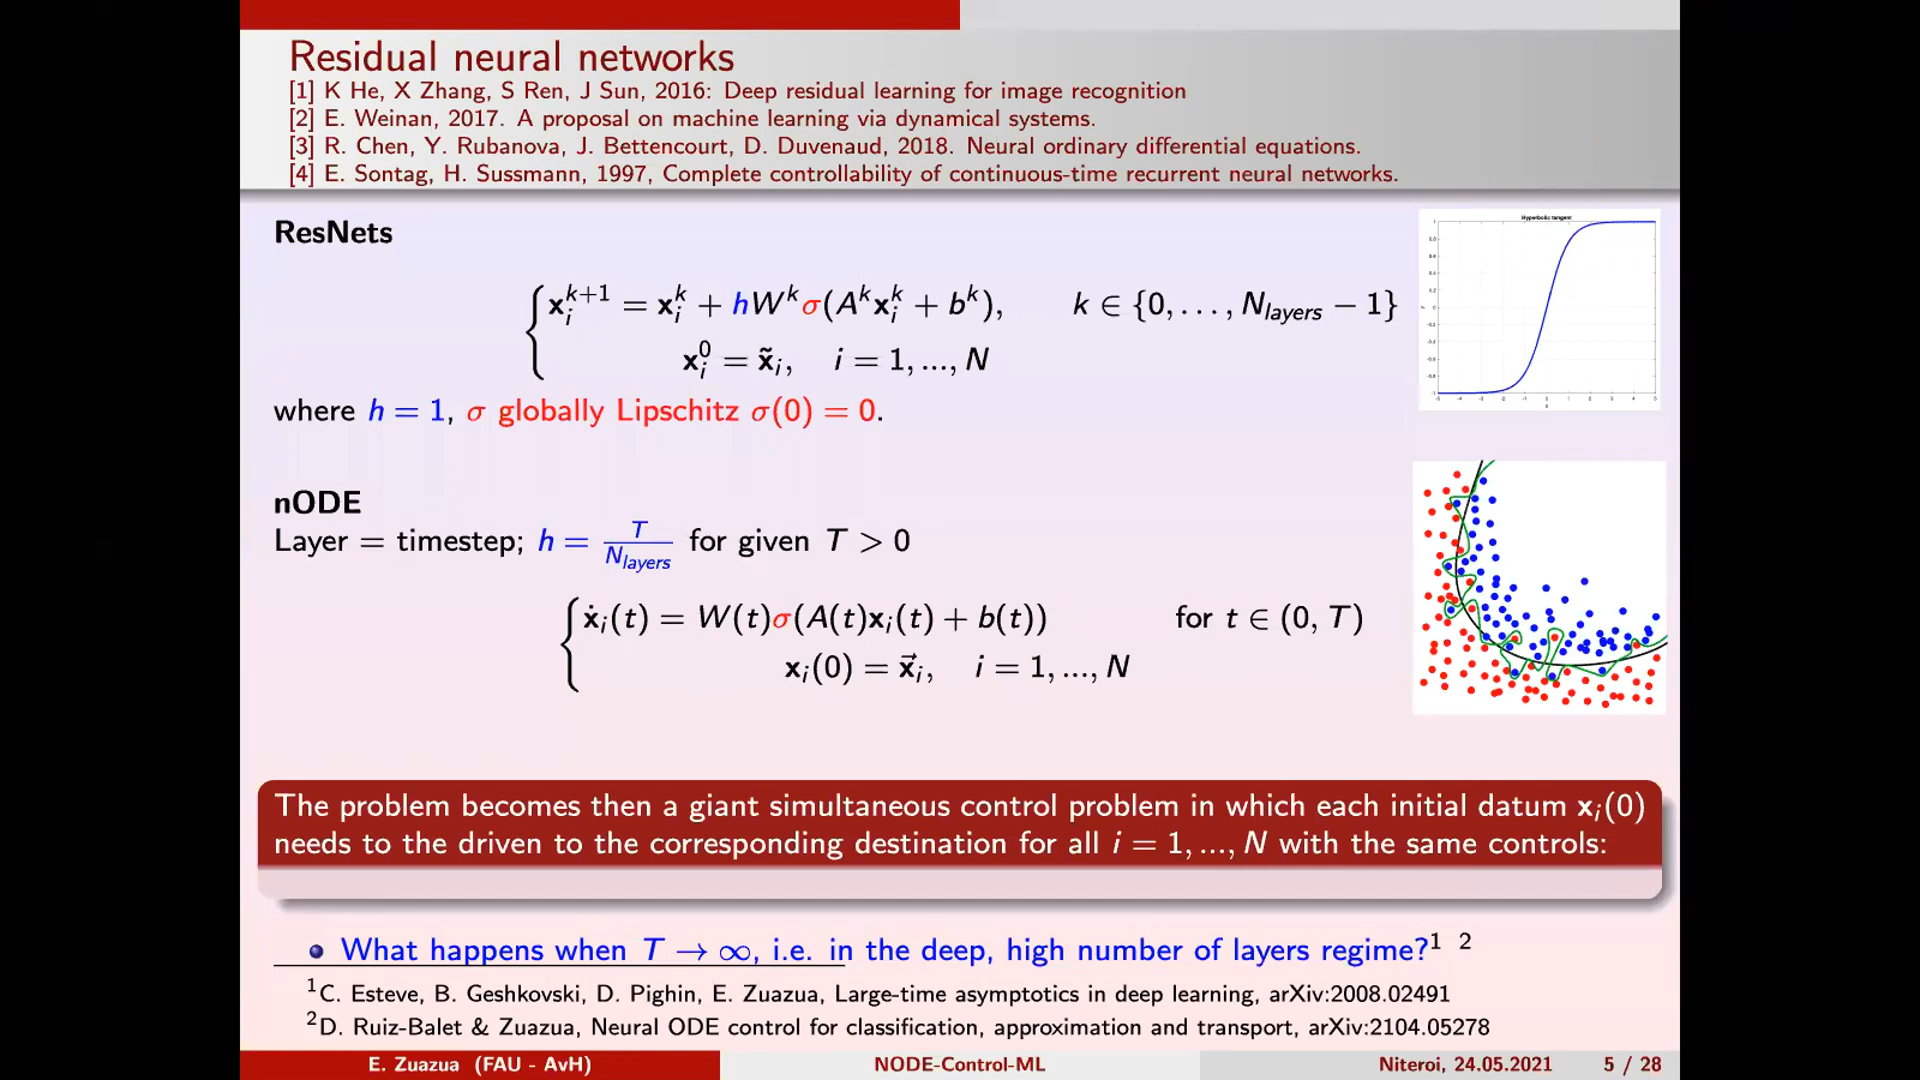 Residual neural networks
[1] K He, X Zhang, S Ren, J Sun, 2016: Deep residual learning for image recognition
[2] E. Weinan, 2017. A proposal on machine learning via dynamical systems.
[3] R. Chen, Y. Rubanova, J. Bettencourt, D. Duvenaud, 2018. Neural ordinary differential equations.
[4] E. Sontag, H. Sussmann, 1997, Complete controllability of continuous-time recurrent neural networks.
ResNets
Hyperbolic tangent
x_i^{k+1} = x_i^k + hW^kσ(A^k x_i^k + b^k), k ∈ {0, . . . , N_layers − 1}
x_i^0 = x̃_i, i = 1, ..., N
where h = 1, σ globally Lipschitz σ(0) = 0.
nODE
Layer = timestep; h = T/N_layers for given T > 0
ẋ_i(t) = W(t)σ(A(t)x_i(t) + b(t)) for t ∈ (0, T)
x_i(0) = x⃗_i, i = 1, ..., N
The problem becomes then a giant simultaneous control problem in which each initial datum x_i(0)
needs to the driven to the corresponding destination for all i = 1, ..., N with the same controls:
• What happens when T → ∞, i.e. in the deep, high number of layers regime?¹ ²
¹C. Esteve, B. Geshkovski, D. Pighin, E. Zuazua, Large-time asymptotics in deep learning, arXiv:2008.02491
²D. Ruiz-Balet & Zuazua, Neural ODE control for classification, approximation and transport, arXiv:2104.05278
E. Zuazua (FAU - AvH) NODE-Control-ML Niteroi, 24.05.2021 5 / 28